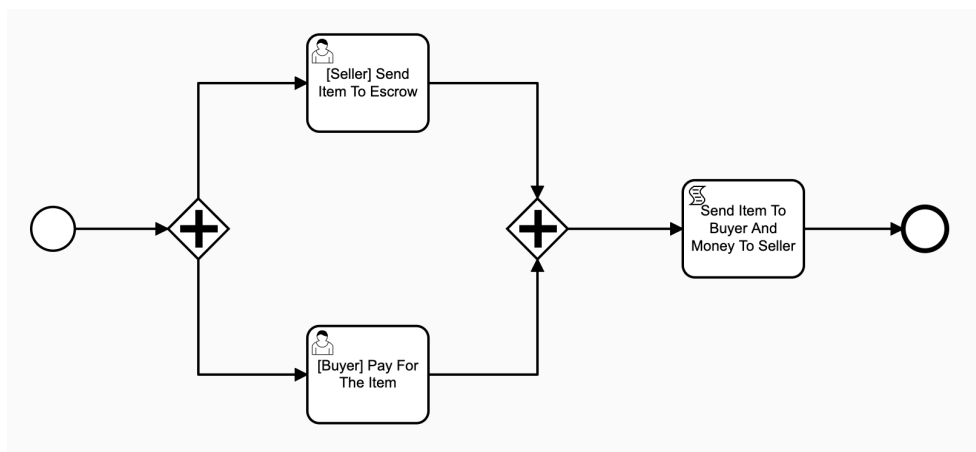 [Seller] Send
Item To Escrow
[Buyer] Pay For
The Item
Send Item To
Buyer And
Money To Seller